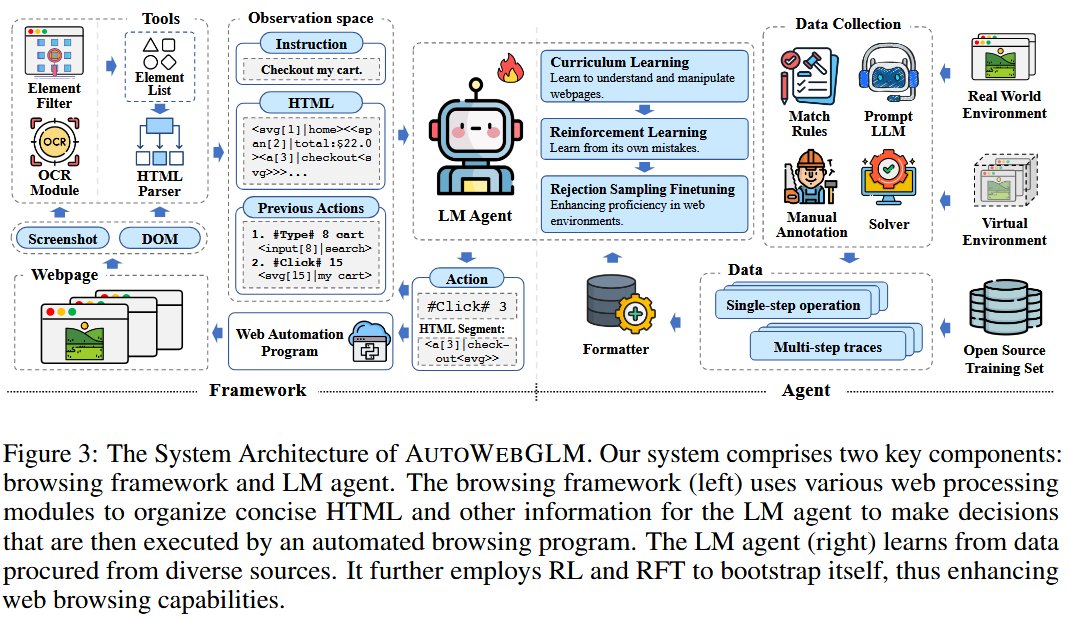 Tools
Element
Filter
Element
List
OCR
OCR
Module
HTML
Parser
Screenshot
DOM
Webpage
Observation space
Instruction
Checkout my cart.
HTML
<svg[1]|home><<sp
an[2]|total:$22.0
><a[3]|checkout<s
vg>>>...
Previous Actions
1. #Type# 8 cart
<input[8]|search>
2. #Click# 15
<svg[15]|my cart>
Web Automation
Program
LM Agent
Action
#Click# 3
HTML Segment:
<a[3]|check-
out<svg>>
Curriculum Learning
Learn to understand and manipulate
webpages.
Reinforcement Learning
Learn from its own mistakes.
Rejection Sampling Finetuning
Enhancing proficiency in web
environments.
Formatter
Data Collection
Match
Rules
Prompt
LLM
Manual
Annotation
Solver
Data
Single-step operation
Multi-step traces
Real World
Environment
Virtual
Environment
Open Source
Training Set
Framework
Agent
Figure 3: The System Architecture of AUTOWEBGLM. Our system comprises two key components:
browsing framework and LM agent. The browsing framework (left) uses various web processing
modules to organize concise HTML and other information for the LM agent to make decisions
that are then executed by an automated browsing program. The LM agent (right) learns from data
procured from diverse sources. It further employs RL and RFT to bootstrap itself, thus enhancing
web browsing capabilities.